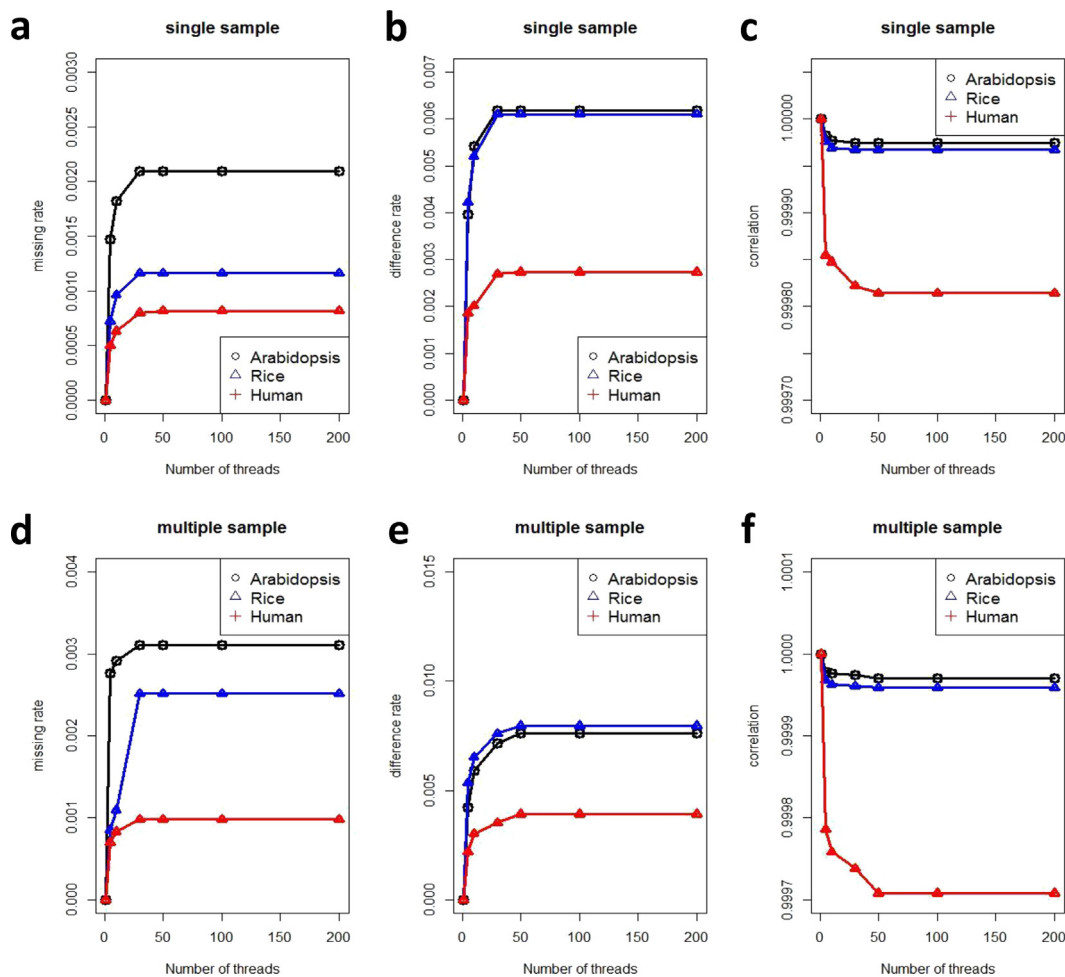 a
single sample
missing rate
0.0030
0.0025
0.0020
0.0015
0.0010
0.0005
0.0000
Arabidopsis
Rice
Human
0 50 100 150 200
Number of threads
b
single sample
difference rate
0.007
0.006
0.005
0.004
0.003
0.002
0.001
0.000
Arabidopsis
Rice
Human
0 50 100 150 200
Number of threads
c
single sample
correlation
1.00000
0.99990
0.99980
0.99970
Arabidopsis
Rice
Human
0 50 100 150 200
Number of threads
d
multiple sample
missing rate
0.004
0.003
0.002
0.001
0.000
Arabidopsis
Rice
Human
0 50 100 150 200
Number of threads
e
multiple sample
difference rate
0.015
0.010
0.005
0.000
Arabidopsis
Rice
Human
0 50 100 150 200
Number of threads
f
multiple sample
correlation
1.0001
1.0000
0.9999
0.9998
0.9997
Arabidopsis
Rice
Human
0 50 100 150 200
Number of threads